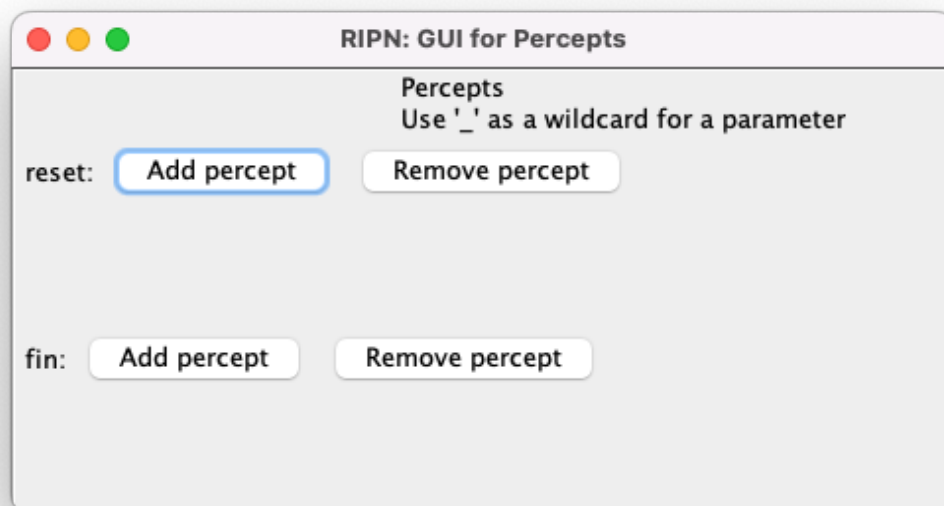 RIPN: GUI for Percepts
Percepts
Use '_' as a wildcard for a parameter
reset: Add percept Remove percept
fin: Add percept Remove percept